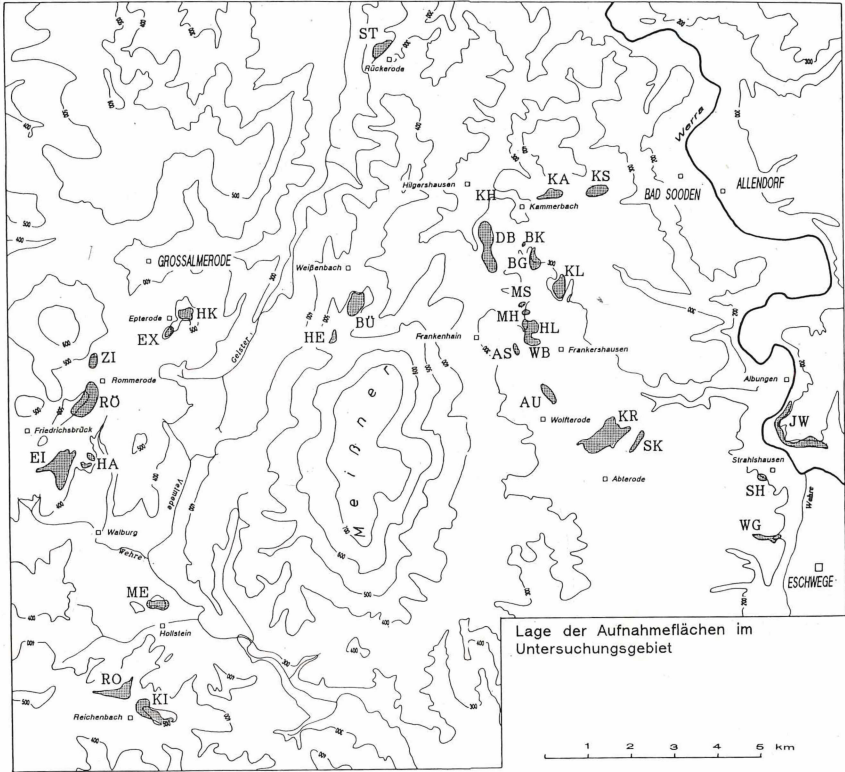 ST
Rückerode
Werra
Hilgershausen
KH
KA
KS
Kammerbach
BAD SOODEN
ALLENDORF
GROSSALMERODE
Weißenbach
DB
BK
BG
KL
Epterode
HK
EX
BÜ
HE
Gelster
MS
MH
HL
WB
AS
Frankenhain
Frankershausen
ZI
Rommerode
RÖ
Friedrichsbrück
EI
HA
Meißner
AU
Wolfterode
KR
SK
Abterode
Albungen
JW
Strahlshausen
SH
WG
Wehre
ESCHWEGE
Velmede
Walburg
Wehre
ME
Hollstein
RO
KI
Reichenbach
Lage der Aufnahmeflächen im
Untersuchungsgebiet
1 2 3 4 5 km